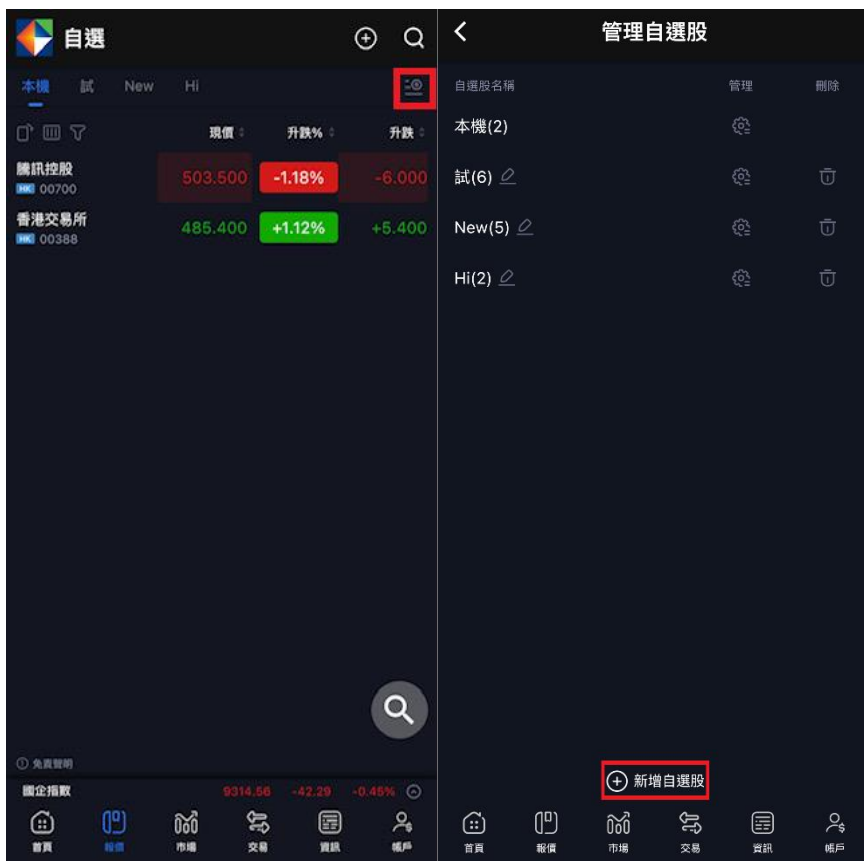 自選
本機 試 New Hi
現價 升跌% 升跌
騰訊控股
HK 00700
503.500 -1.18% -6.000
香港交易所
HK 00388
485.400 +1.12% +5.400
免責聲明
國企指數 9314.56 -42.29 -0.45%
首頁 報價 市場 交易 資訊 帳戶
管理自選股
自選股名稱 管理 刪除
本機(2)
試(6)
New(5)
Hi(2)
新增自選股
首頁 報價 市場 交易 資訊 帳戶